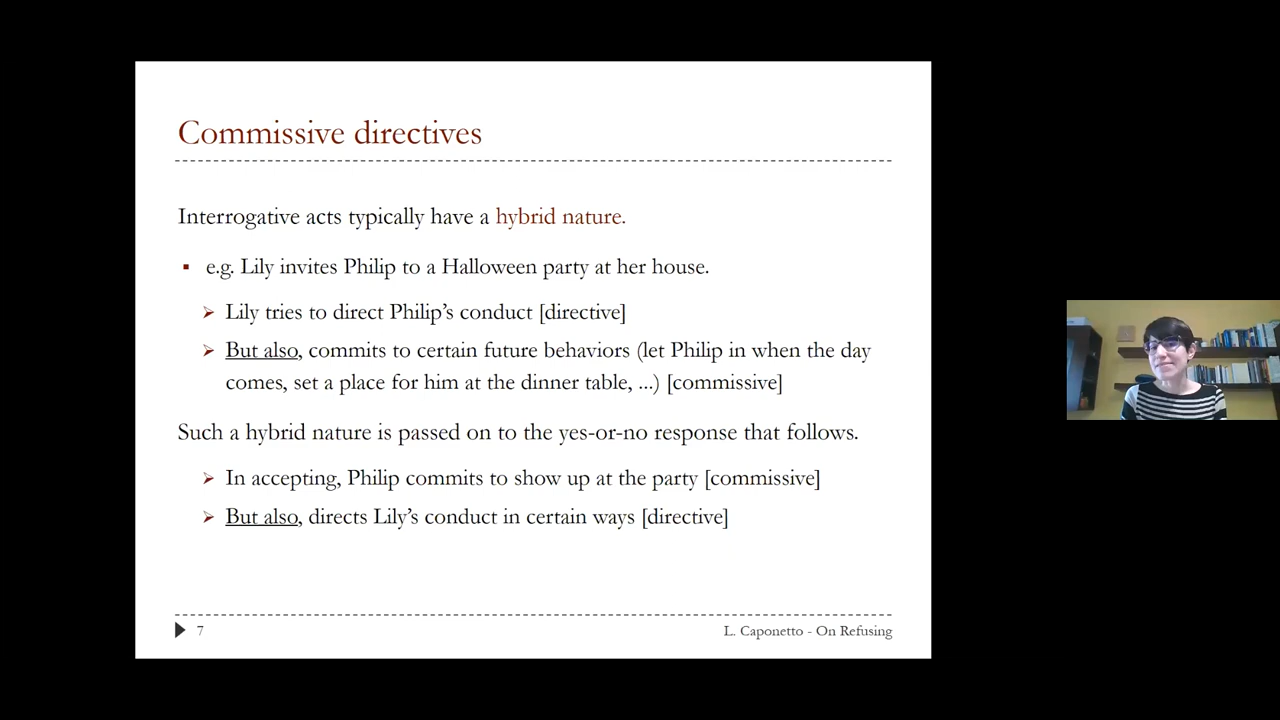 Commissive directives
Interrogative acts typically have a hybrid nature.
▪ e.g. Lily invites Philip to a Halloween party at her house.
➢ Lily tries to direct Philip's conduct [directive]
➢ But also, commits to certain future behaviors (let Philip in when the day
comes, set a place for him at the dinner table, ...) [commissive]
Such a hybrid nature is passed on to the yes-or-no response that follows.
➢ In accepting, Philip commits to show up at the party [commissive]
➢ But also, directs Lily's conduct in certain ways [directive]
7
L. Caponetto - On Refusing